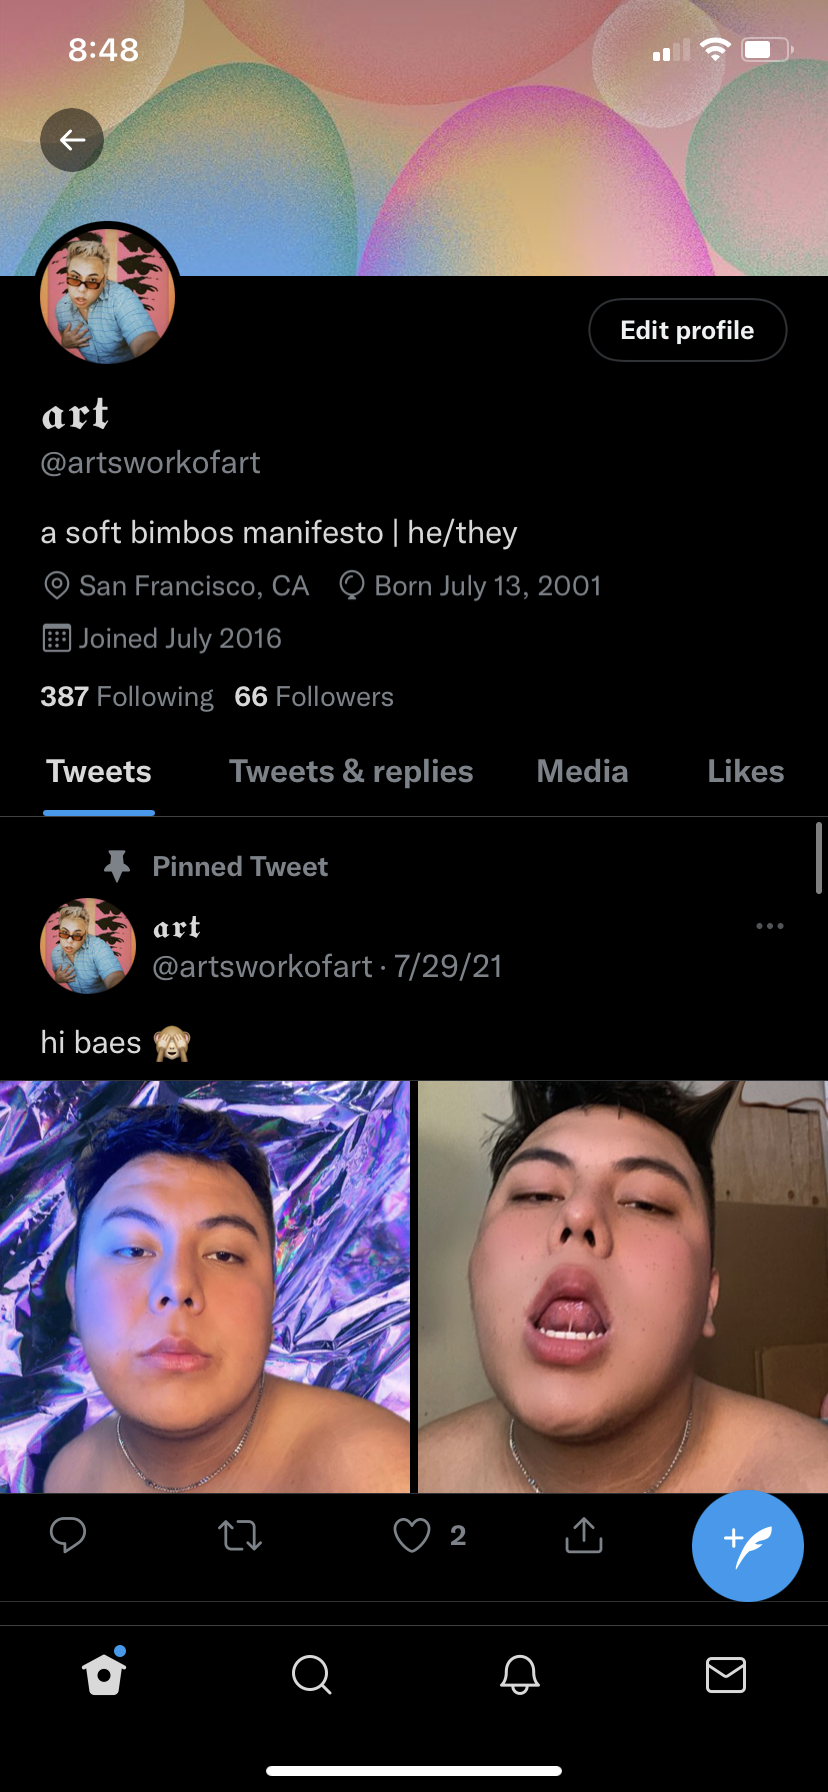 8:48
Edit profile
𝖆𝖗𝖙
@artsworkofart
a soft bimbos manifesto | he/they
San Francisco, CA Born July 13, 2001
Joined July 2016
387 Following 66 Followers
Tweets Tweets & replies Media Likes
Pinned Tweet
𝖆𝖗𝖙
@artsworkofart · 7/29/21
hi baes 🙈
2